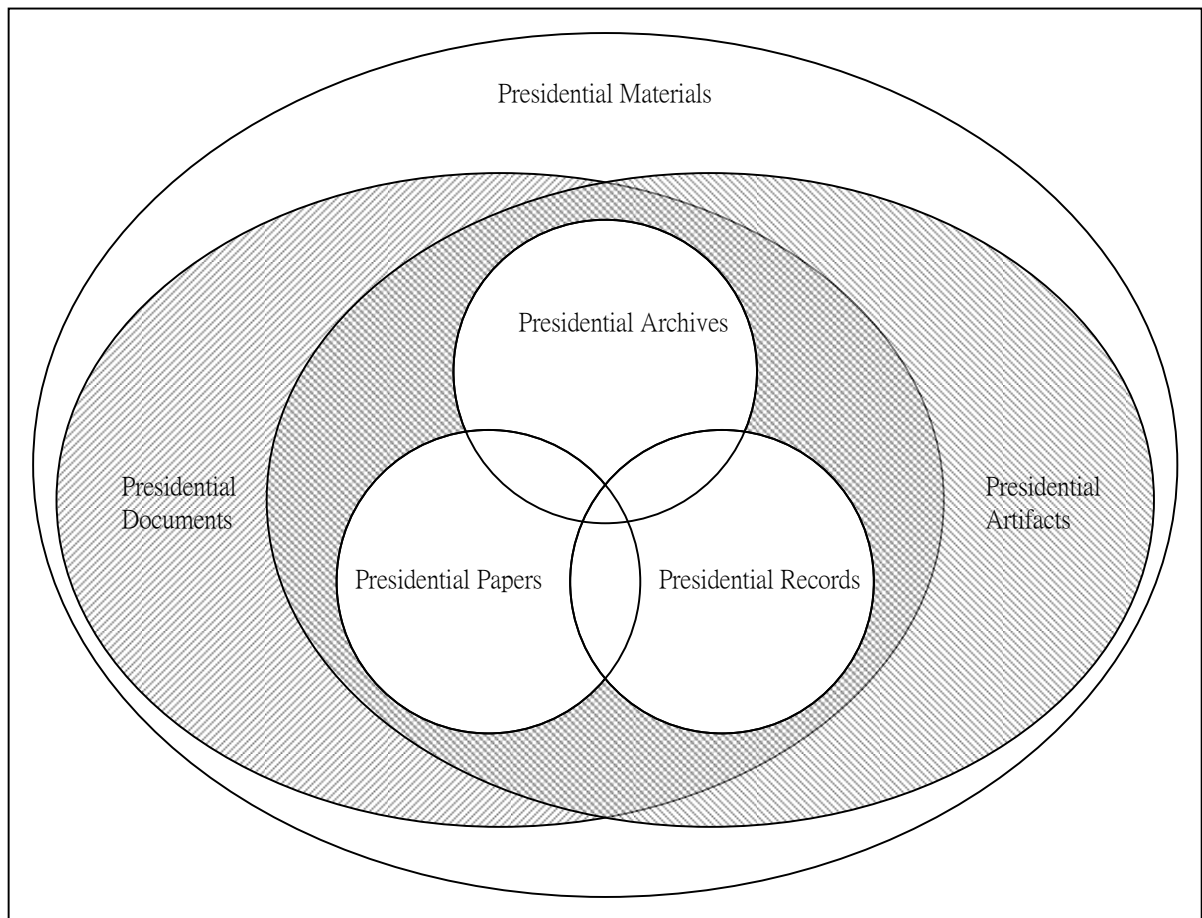 Presidential Materials
Presidential Archives
Presidential
Documents
Presidential
Artifacts
Presidential Papers
Presidential Records